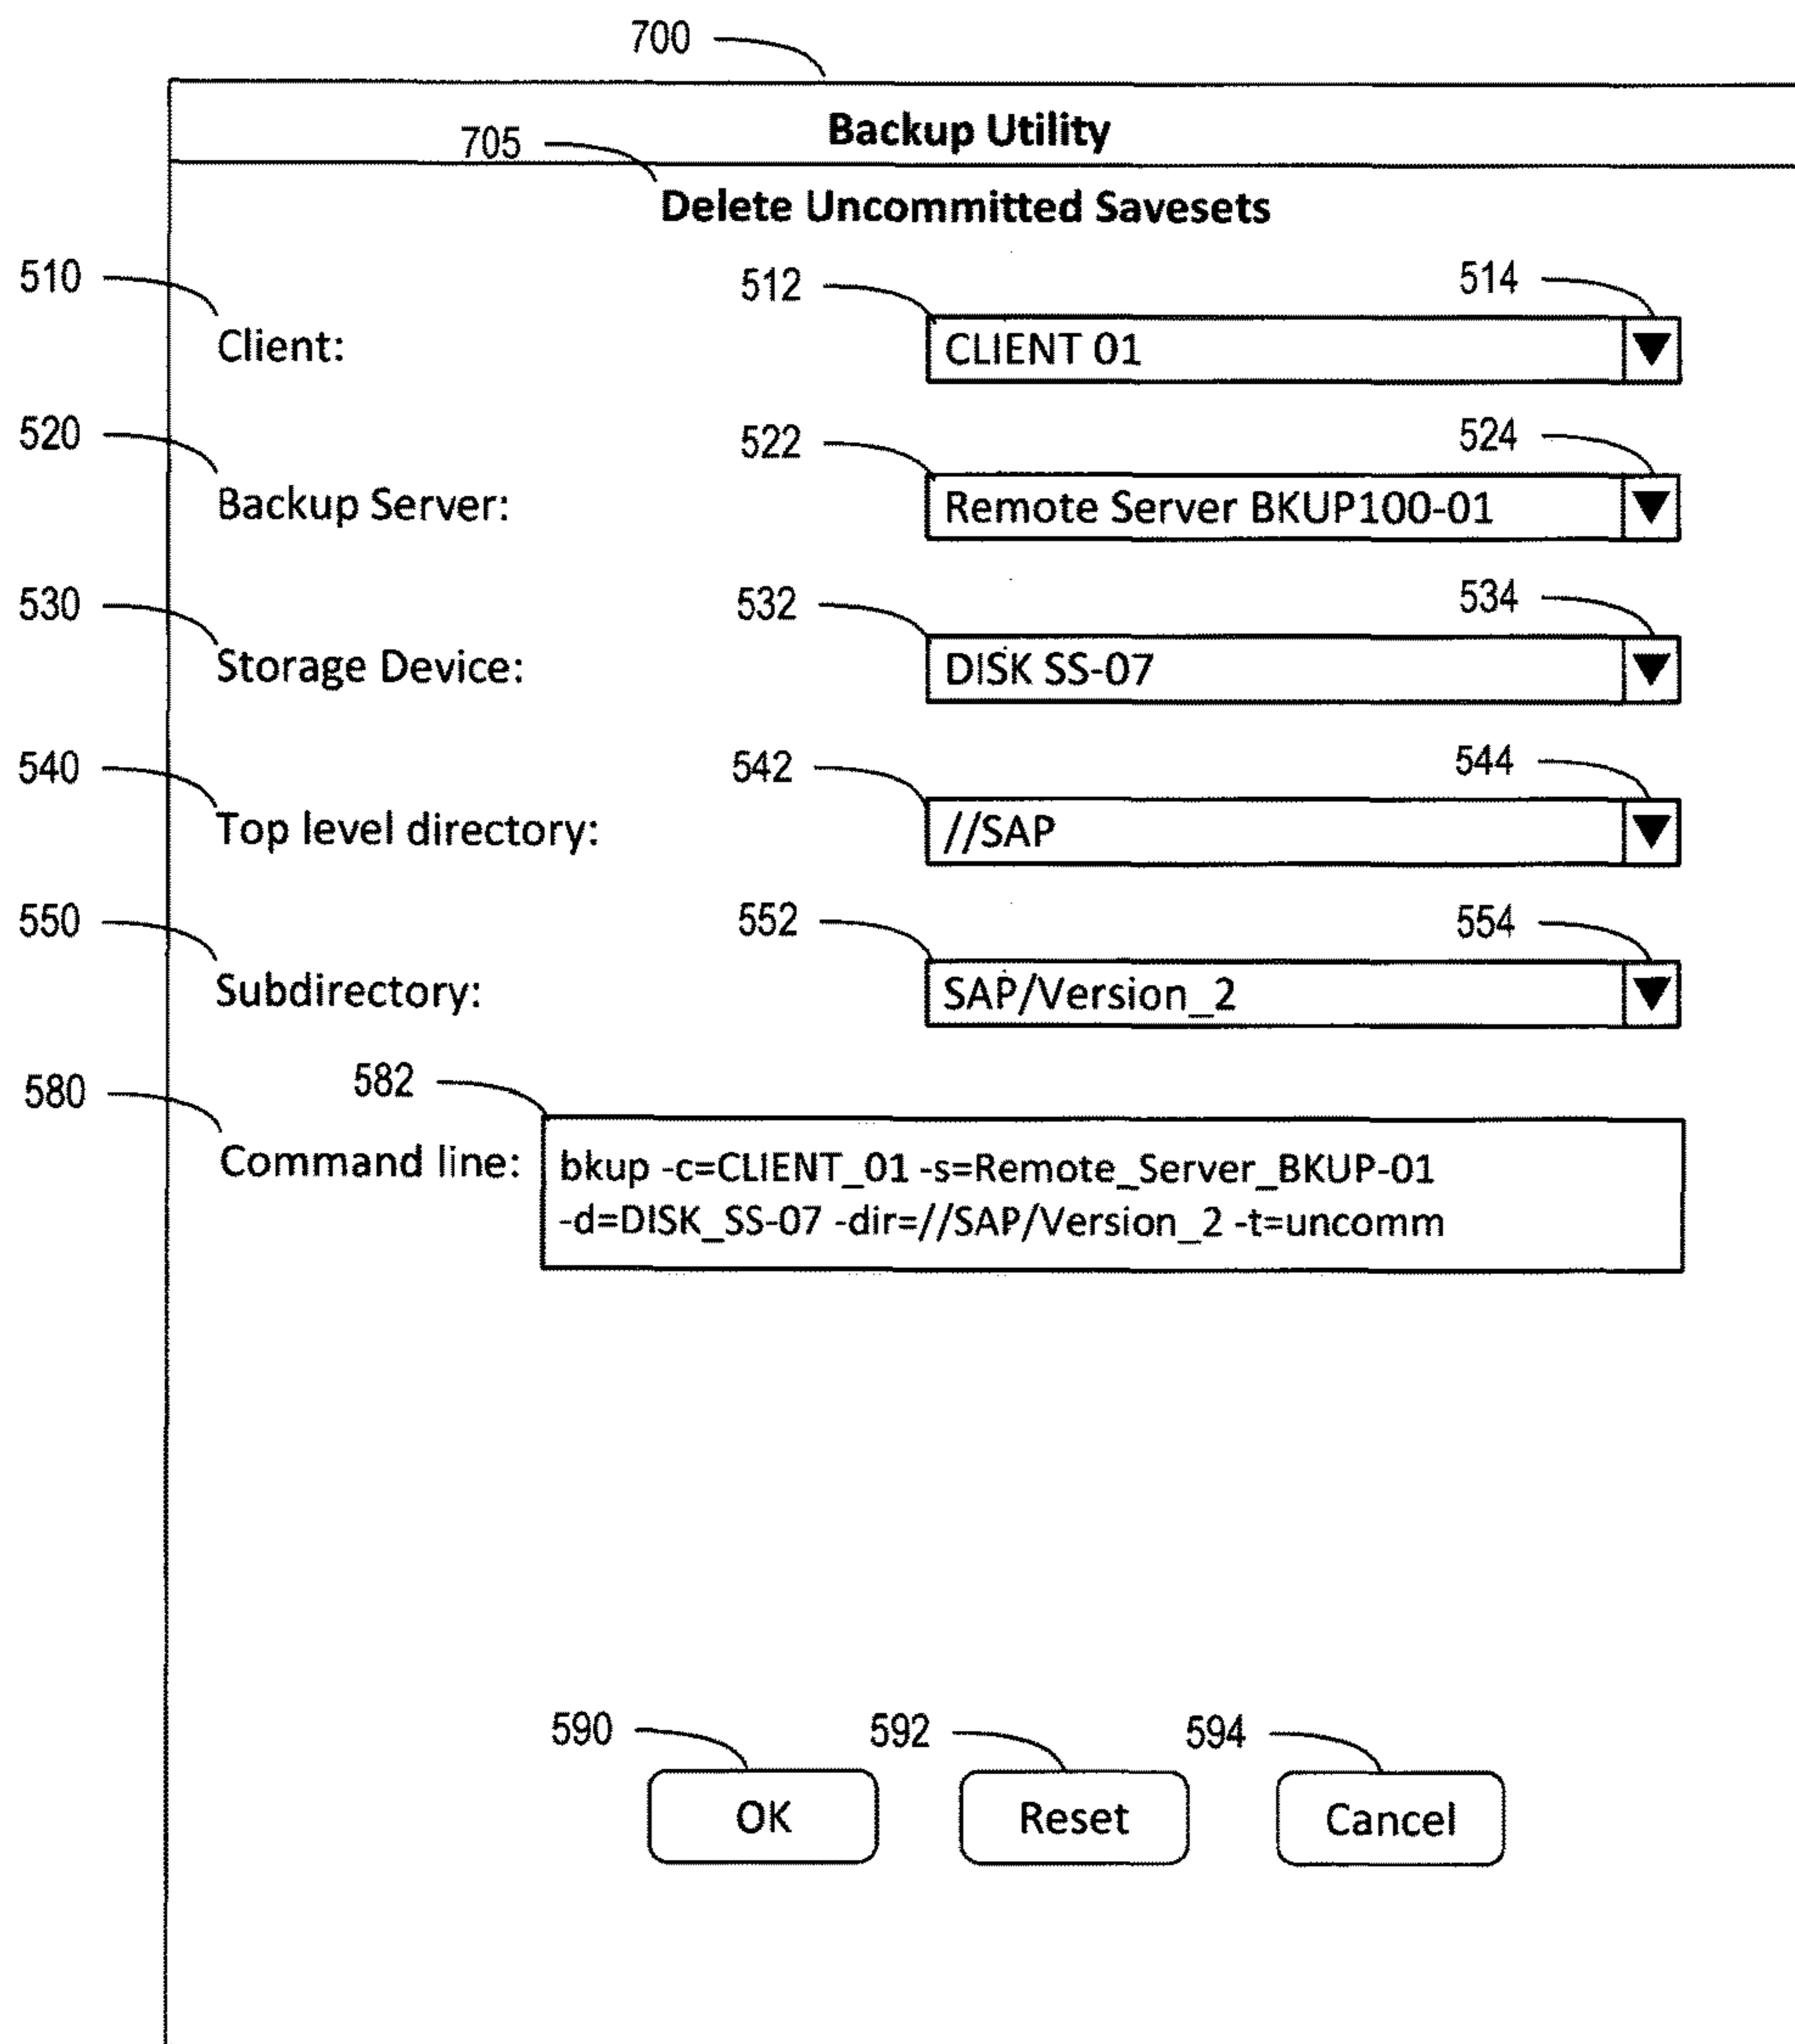 700
Backup Utility
705
Delete Uncommitted Savesets
510
512
514
Client:
CLIENT 01
520
522
524
Backup Server:
Remote Server BKUP100-01
530
532
534
Storage Device:
DISK SS-07
540
542
544
Top level directory:
//SAP
550
552
554
Subdirectory:
SAP/Version_2
580
582
Command line:
bkup -c=CLIENT_01 -s=Remote_Server_BKUP-01
-d=DISK_SS-07 -dir=//SAP/Version_2 -t=uncomm
590
592
594
OK
Reset
Cancel